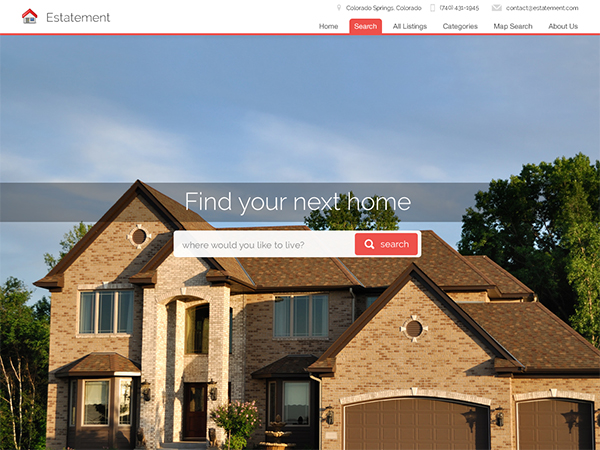 Estatement
Colorado Springs, Colorado (740) 431-1945 contact@estatement.com
Home Search All Listings Categories Map Search About Us
Find your next home
where would you like to live? search